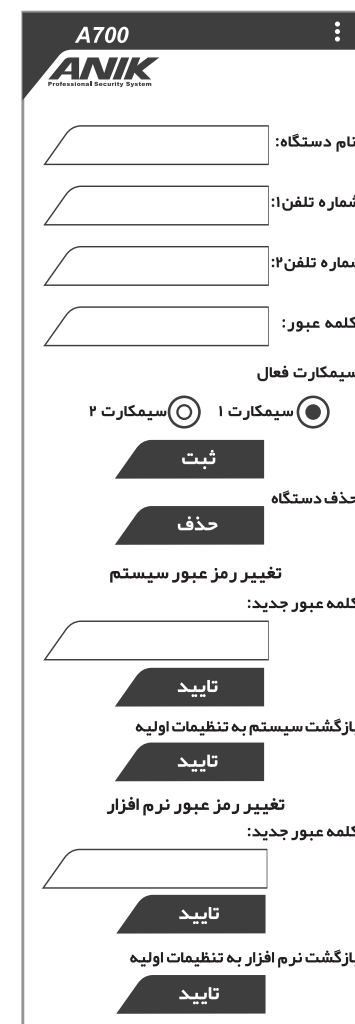 A700
ANIK
Professional Security System
نام دستگاه:
شماره تلفن۱:
شماره تلفن۲:
کلمه عبور:
سیمکارت فعال
سیمکارت ۱ سیمکارت ۲
ثبت
حذف دستگاه
حذف
تغییر رمز عبور سیستم
کلمه عبور جدید:
تایید
بازگشت سیستم به تنظیمات اولیه
تایید
تغییر رمز عبور نرم افزار
کلمه عبور جدید:
تایید
بازگشت نرم افزار به تنظیمات اولیه
تایید